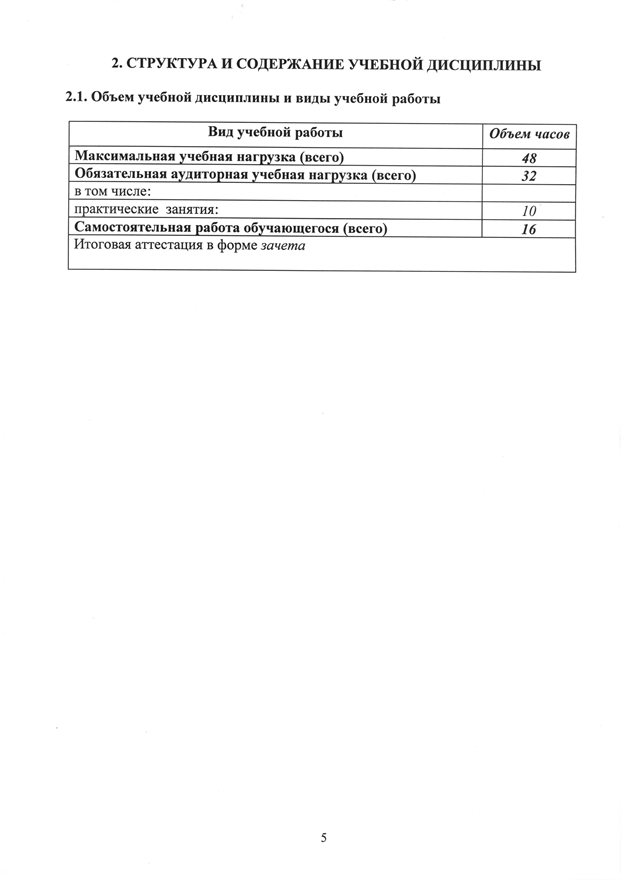 2. СТРУКТУРА И СОДЕРЖАНИЕ УЧЕБНОЙ ДИСЦИПЛИНЫ
2.1. Объем учебной дисциплины и виды учебной работы
Вид учебной работы Объем часов
Максимальная учебная нагрузка (всего) 48
Обязательная аудиторная учебная нагрузка (всего) 32
в том числе:
практические занятия: 10
Самостоятельная работа обучающегося (всего) 16
Итоговая аттестация в форме зачета
5